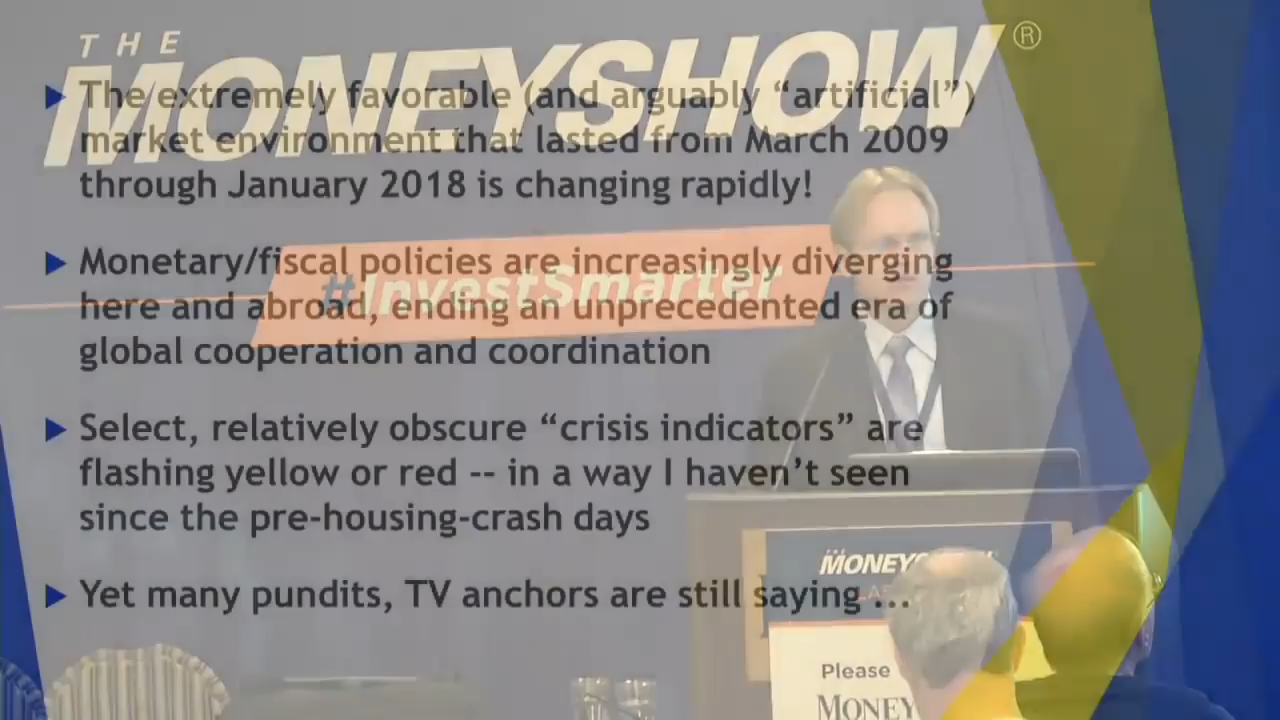 THE
MONEYSHOW®
► The extremely favorable (and arguably “artificial”)
market environment that lasted from March 2009
through January 2018 is changing rapidly!
► Monetary/fiscal policies are increasingly diverging
here and abroad, ending an unprecedented era of
global cooperation and coordination
#InvestSmarter
► Select, relatively obscure “crisis indicators” are
flashing yellow or red -- in a way I haven’t seen
since the pre-housing-crash days
► Yet many pundits, TV anchors are still saying ...
THE
MONEYSHOW
Please
MONEY